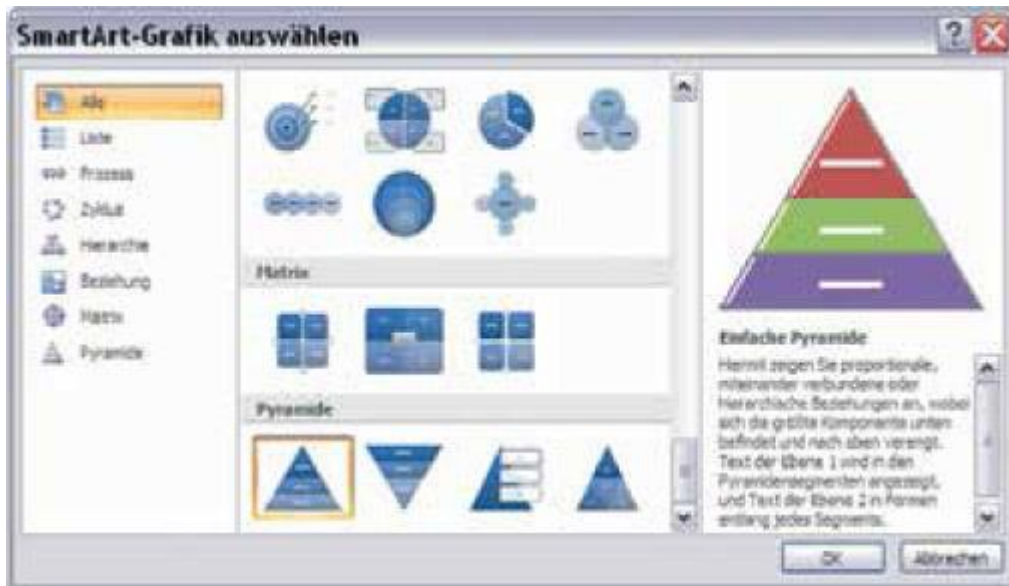 SmartArt-Grafik auswählen
Alle
Liste
Prozess
Zyklus
Hierarchie
Beziehung
Matrix
Pyramide
Matrix
Pyramide
Einfache Pyramide
Hiermit zeigen Sie proportionale,
miteinander verbundene oder
hierarchische Beziehungen an, wobei
sich die größte Komponente unten
befindet und nach oben verengt.
Text der Ebene 1 wird in den
Pyramidensegmenten angezeigt,
und Text der Ebene 2 in Formen
entlang jedes Segments.
OK
Abbrechen